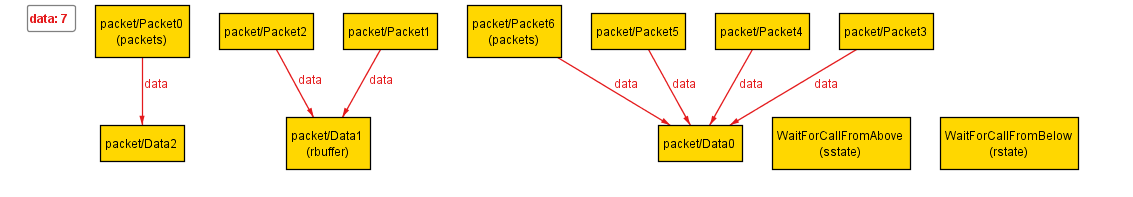 data: 7
packet/Packet0
(packets)
packet/Packet2
packet/Packet1
packet/Packet6
(packets)
packet/Packet5
packet/Packet4
packet/Packet3
data
data
data
data
data
data
data
packet/Data2
packet/Data1
(rbuffer)
packet/Data0
WaitForCallFromAbove
(sstate)
WaitForCallFromBelow
(rstate)